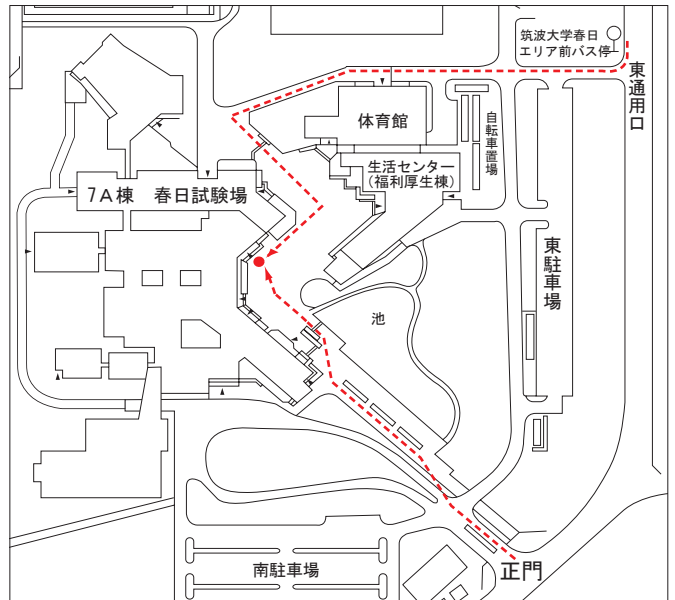 筑波大学春日
エリア前バス停
東通用口
体育館
自転車置場
生活センター
(福利厚生棟)
7A棟　春日試験場
東駐車場
池
南駐車場
正門